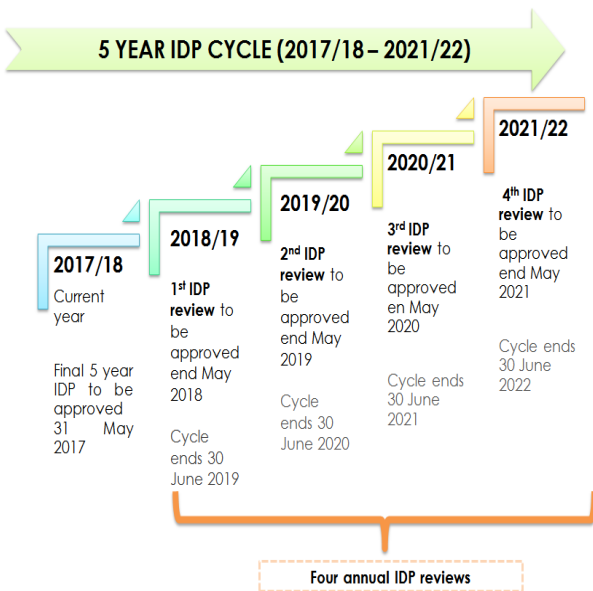 5 YEAR IDP CYCLE (2017/18 – 2021/22)
2017/18
Current
year
Final 5 year
IDP to be
approved
31 May
2017
2018/19
1st IDP
review to
be
approved
end May
2018
Cycle
ends 30
June 2019
2019/20
2nd IDP
review to
be
approved
end May
2019
Cycle
ends 30
June 2020
2020/21
3rd IDP
review to
be
approved
en May
2020
Cycle ends
30 June
2021
2021/22
4th IDP
review to
be
approved
end May
2021
Cycle ends
30 June
2022
Four annual IDP reviews